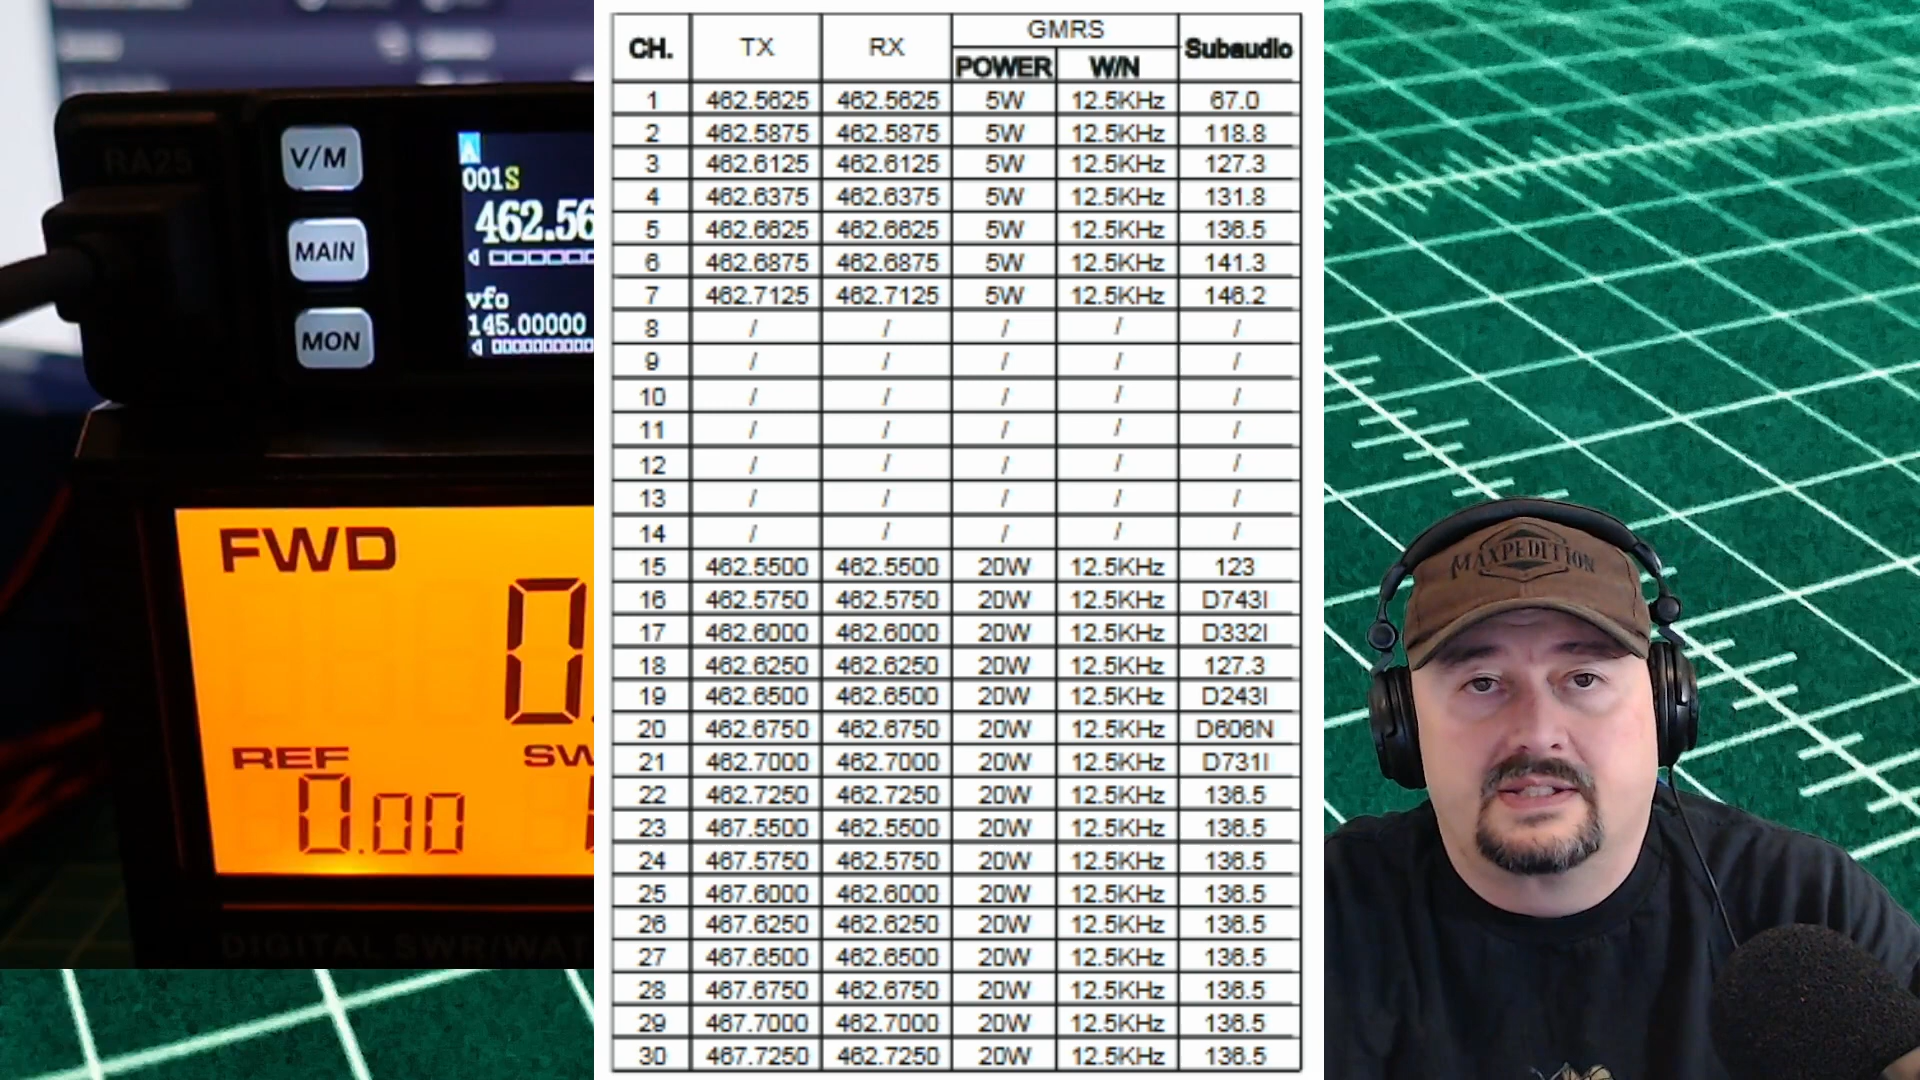 RA25
V/M
MAIN
MON
A
001S
462.56
vfo
145.00000
FWD
0.
REF
SW
0.00
DIGITAL SWR/WAT
CH. TX RX GMRS Subaudio
POWER W/N
1 462.5625 462.5625 5W 12.5KHz 67.0
2 462.5875 462.5875 5W 12.5KHz 118.8
3 462.6125 462.6125 5W 12.5KHz 127.3
4 462.6375 462.6375 5W 12.5KHz 131.8
5 462.6625 462.6625 5W 12.5KHz 136.5
6 462.6875 462.6875 5W 12.5KHz 141.3
7 462.7125 462.7125 5W 12.5KHz 146.2
8 / / / / /
9 / / / / /
10 / / / / /
11 / / / / /
12 / / / / /
13 / / / / /
14 / / / / /
15 462.5500 462.5500 20W 12.5KHz 123
16 462.5750 462.5750 20W 12.5KHz D743I
17 462.6000 462.6000 20W 12.5KHz D332I
18 462.6250 462.6250 20W 12.5KHz 127.3
19 462.6500 462.6500 20W 12.5KHz D243I
20 462.6750 462.6750 20W 12.5KHz D606N
21 462.7000 462.7000 20W 12.5KHz D731I
22 462.7250 462.7250 20W 12.5KHz 136.5
23 467.5500 462.5500 20W 12.5KHz 136.5
24 467.5750 462.5750 20W 12.5KHz 136.5
25 467.6000 462.6000 20W 12.5KHz 136.5
26 467.6250 462.6250 20W 12.5KHz 136.5
27 467.6500 462.6500 20W 12.5KHz 136.5
28 467.6750 462.6750 20W 12.5KHz 136.5
29 467.7000 462.7000 20W 12.5KHz 136.5
30 467.7250 462.7250 20W 12.5KHz 136.5
MAXPEDITION